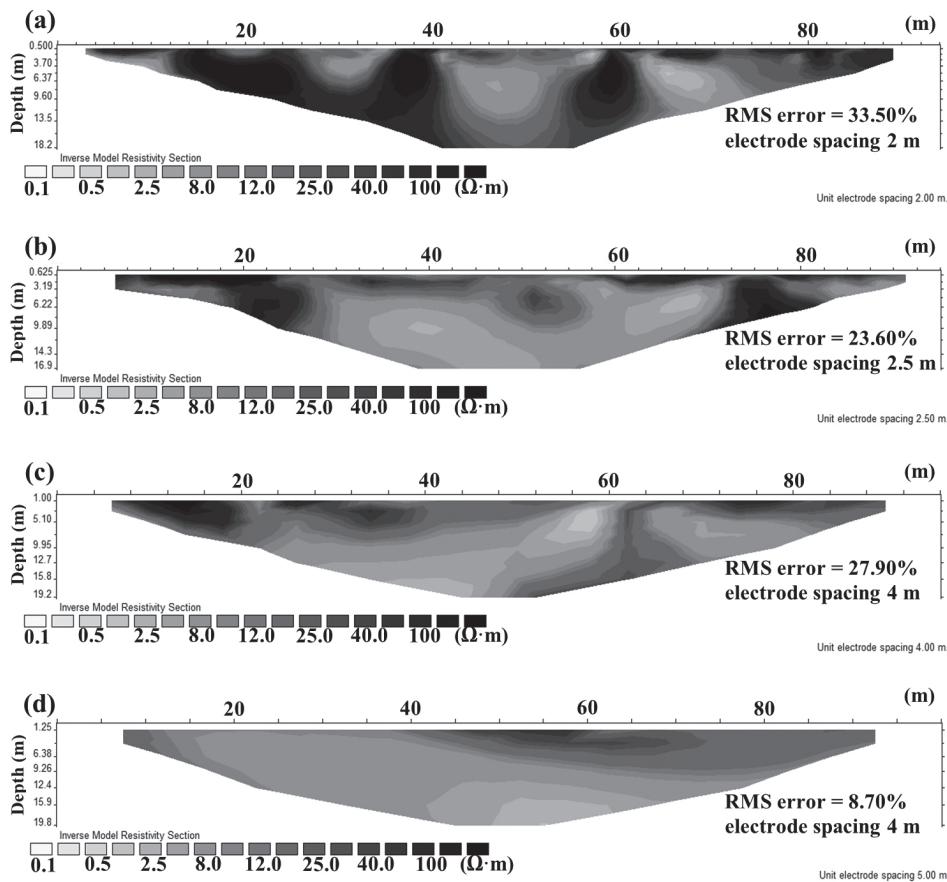 (a)
20 40 60 80 (m)
0.500
3.70
6.37
9.60
13.5
18.2
Depth (m)
RMS error = 33.50%
electrode spacing 2 m
Inverse Model Resistivity Section
0.1 0.5 2.5 8.0 12.0 25.0 40.0 100 (Ω·m)
Unit electrode spacing 2.00 m.
(b)
20 40 60 80 (m)
0.625
3.19
6.22
9.89
14.3
16.9
Depth (m)
RMS error = 23.60%
electrode spacing 2.5 m
Inverse Model Resistivity Section
0.1 0.5 2.5 8.0 12.0 25.0 40.0 100 (Ω·m)
Unit electrode spacing 2.50 m.
(c)
20 40 60 80 (m)
1.00
5.10
9.95
12.7
15.8
19.2
Depth (m)
RMS error = 27.90%
electrode spacing 4 m
Inverse Model Resistivity Section
0.1 0.5 2.5 8.0 12.0 25.0 40.0 100 (Ω·m)
Unit electrode spacing 4.00 m.
(d)
20 40 60 80 (m)
1.25
6.38
9.26
12.4
15.9
19.8
Depth (m)
RMS error = 8.70%
electrode spacing 4 m
Inverse Model Resistivity Section
0.1 0.5 2.5 8.0 12.0 25.0 40.0 100 (Ω·m)
Unit electrode spacing 5.00 m.